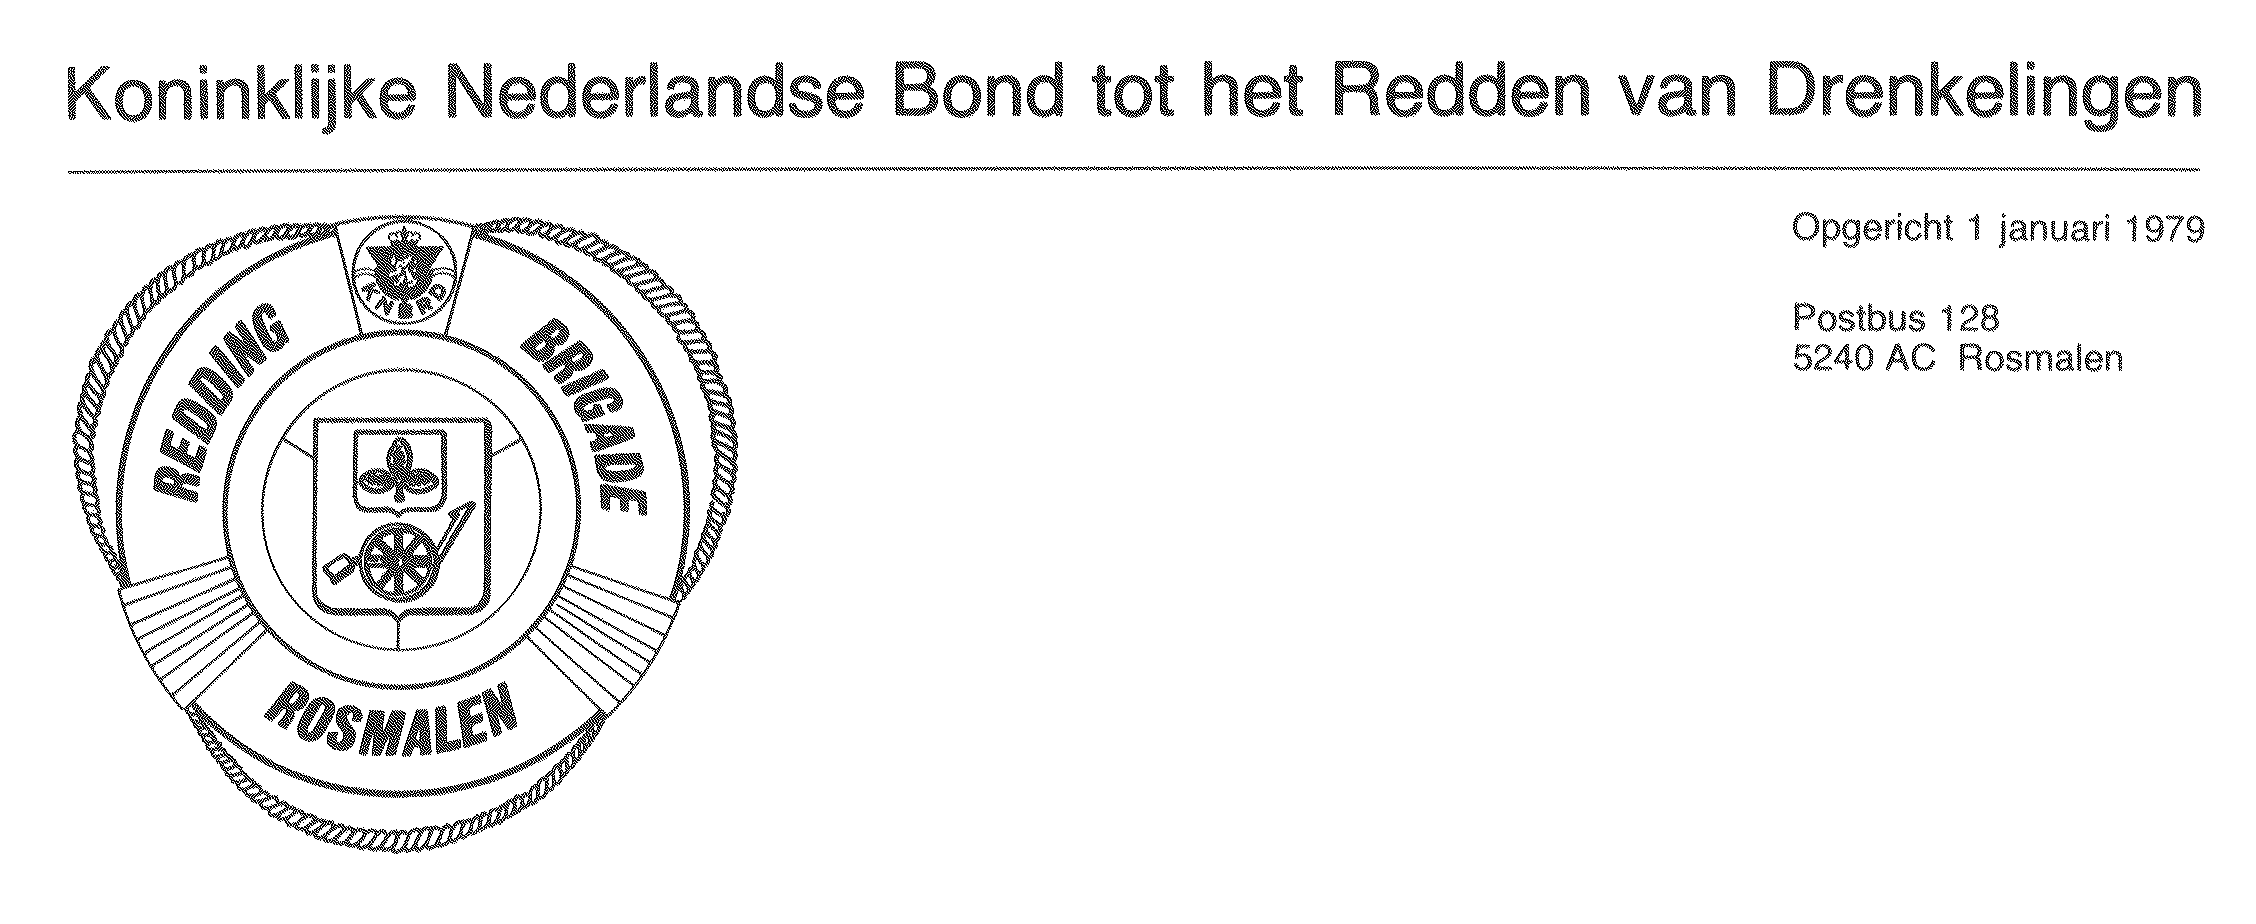 Koninklijke Nederlandse Bond tot het Redden van Drenkelingen
Opgericht 1 januari 1979
Postbus 128
5240 AC Rosmalen
KNBRD
REDDING
BRIGADE
ROSMALEN